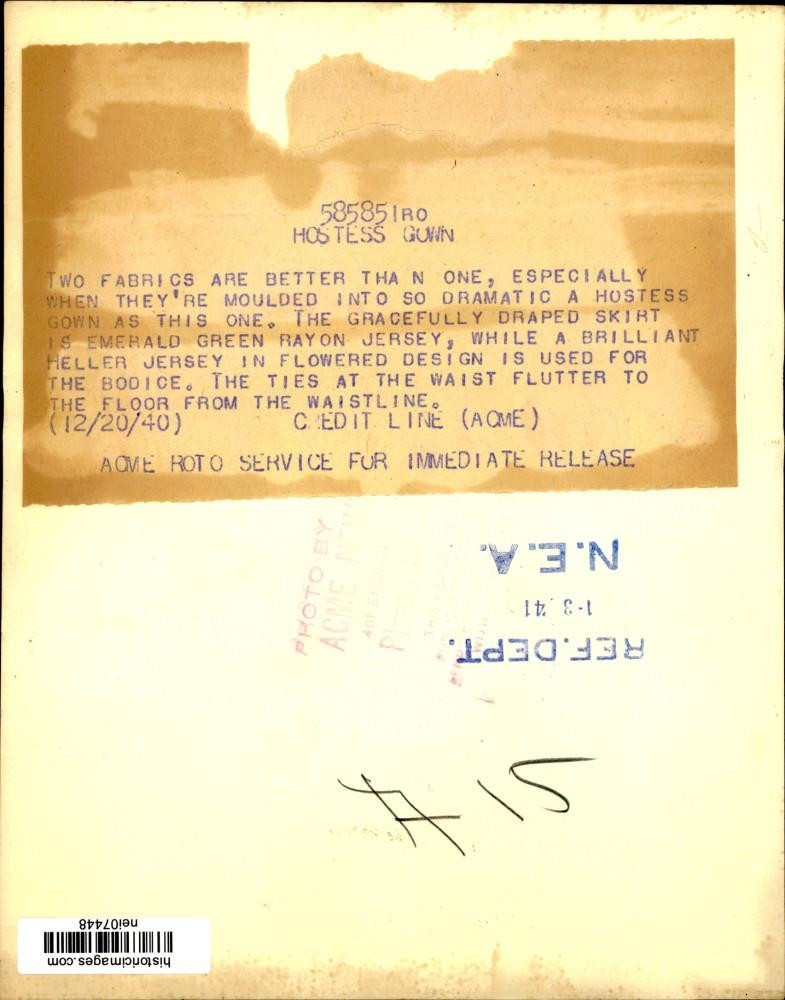 585851RO
HOSTESS GOWN
TWO FABRICS ARE BETTER THA N ONE, ESPECIALLY
WHEN THEY'RE MOULDED INTO SO DRAMATIC A HOSTESS
GOWN AS THIS ONE. THE GRACEFULLY DRAPED SKIRT
IS EMERALD GREEN RAYON JERSEY, WHILE A BRILLIANT
HELLER JERSEY IN FLOWERED DESIGN IS USED FOR
THE BODICE. THE TIES AT THE WAIST FLUTTER TO
THE FLOOR FROM THE WAISTLINE.
(12/20/40) CREDIT LINE (ACME)
ACME ROTO SERVICE FOR IMMEDIATE RELEASE
PHOTO BY
ACME
REF.DEPT.
1-3 '41
N.E.A.
# 15
historicimages.com
nei07448